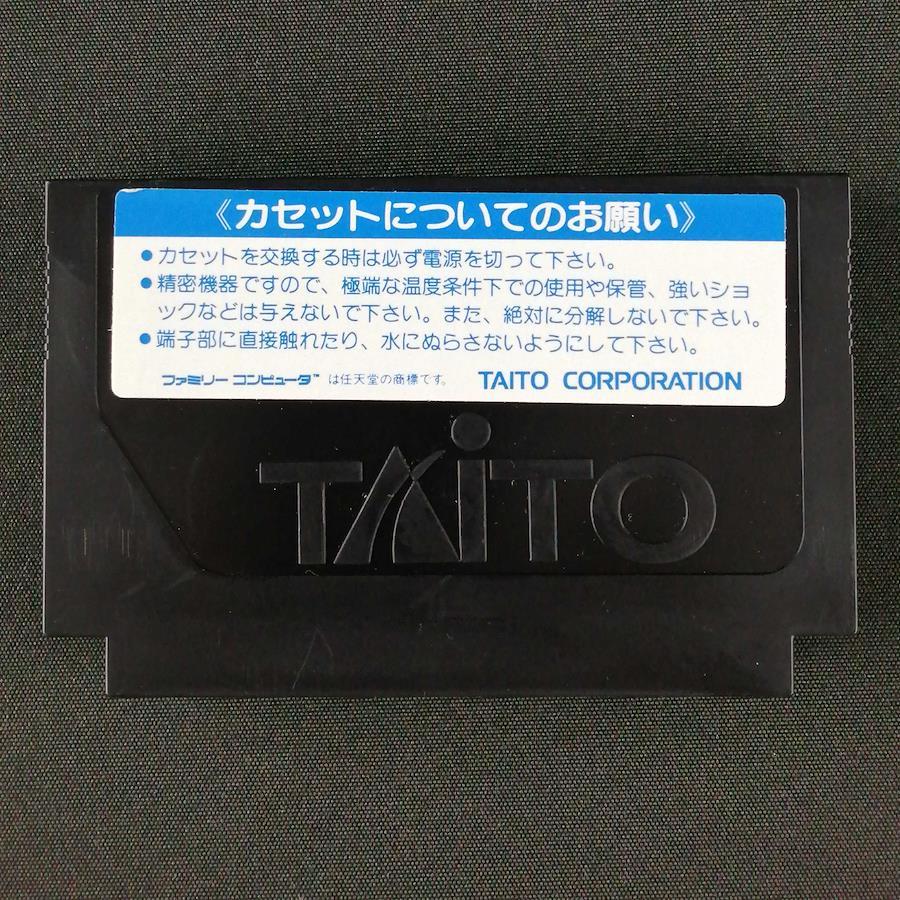 《カセットについてのお願い》
●カセットを交換する時は必ず電源を切って下さい。
●精密機器ですので、極端な温度条件下での使用や保管、強いショ
ックなどは与えないで下さい。また、絶対に分解しないで下さい。
●端子部に直接触れたり、水にぬらさないようにして下さい。
ファミリーコンピュータ™は任天堂の商標です。 TAITO CORPORATION
TAiTO